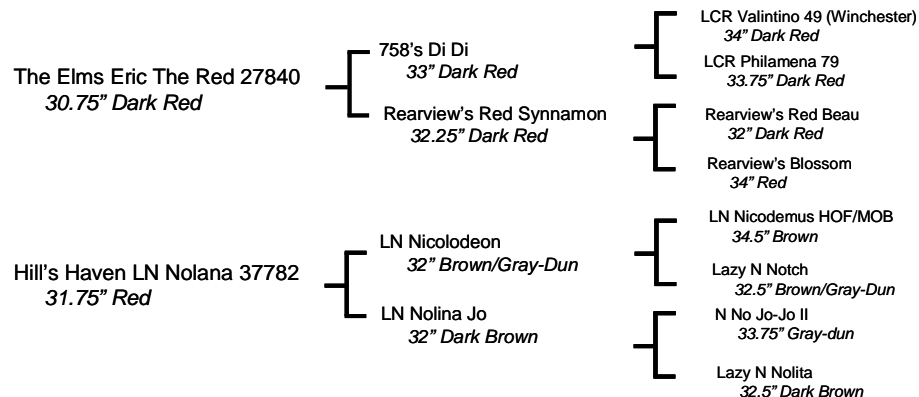 The Elms Eric The Red 27840
30.75” Dark Red
758’s Di Di
33” Dark Red
Rearview’s Red Synnamon
32.25” Dark Red
LCR Valintino 49 (Winchester)
34” Dark Red
LCR Philamena 79
33.75” Dark Red
Rearview’s Red Beau
32” Dark Red
Rearview’s Blossom
34” Red
Hill’s Haven LN Nolana 37782
31.75” Red
LN Nicolodeon
32” Brown/Gray-Dun
LN Nolina Jo
32” Dark Brown
LN Nicodemus HOF/MOB
34.5” Brown
Lazy N Notch
32.5” Brown/Gray-Dun
N No Jo-Jo II
33.75” Gray-dun
Lazy N Nolita
32.5” Dark Brown